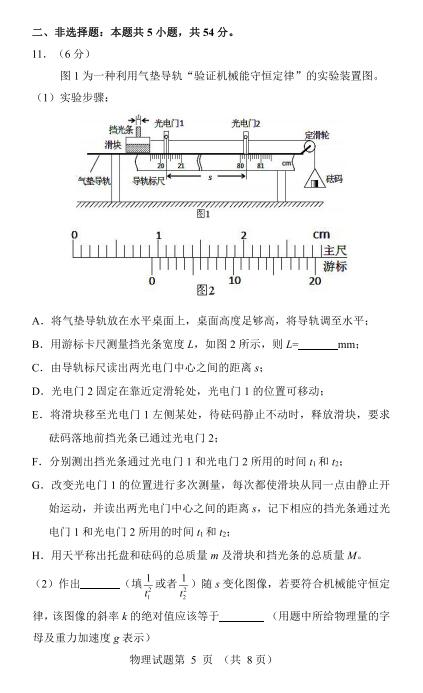 二、非选择题：本题共 5 小题，共 54 分。
11．（6 分）
图 1 为一种利用气垫导轨“验证机械能守恒定律”的实验装置图。
（1）实验步骤：
L
挡光条
光电门1
光电门2
定滑轮
滑块
20 21
80 81
cm
气垫导轨
导轨标尺
s
砝码
图1
0 1 2 cm
主尺
游标
0 10 20
图2
A．将气垫导轨放在水平桌面上，桌面高度足够高，将导轨调至水平；
B．用游标卡尺测量挡光条宽度 L，如图 2 所示，则 L=______mm；
C．由导轨标尺读出两光电门中心之间的距离 s；
D．光电门 2 固定在靠近定滑轮处，光电门 1 的位置可移动；
E．将滑块移至光电门 1 左侧某处，待砝码静止不动时，释放滑块，要求
砝码落地前挡光条已通过光电门 2；
F．分别测出挡光条通过光电门 1 和光电门 2 所用的时间 t₁ 和 t₂；
G．改变光电门 1 的位置进行多次测量，每次都使滑块从同一点由静止开
始运动，并读出两光电门中心之间的距离 s，记下相应的挡光条通过光
电门 1 和光电门 2 所用的时间 t₁ 和 t₂；
H．用天平称出托盘和砝码的总质量 m 及滑块和挡光条的总质量 M。
（2）作出______（填 1/t₁² 或者 1/t₂²）随 s 变化图像，若要符合机械能守恒定
律，该图像的斜率 k 的绝对值应该等于______ （用题中所给物理量的字
母及重力加速度 g 表示）
物理试题第 5 页 （共 8 页）